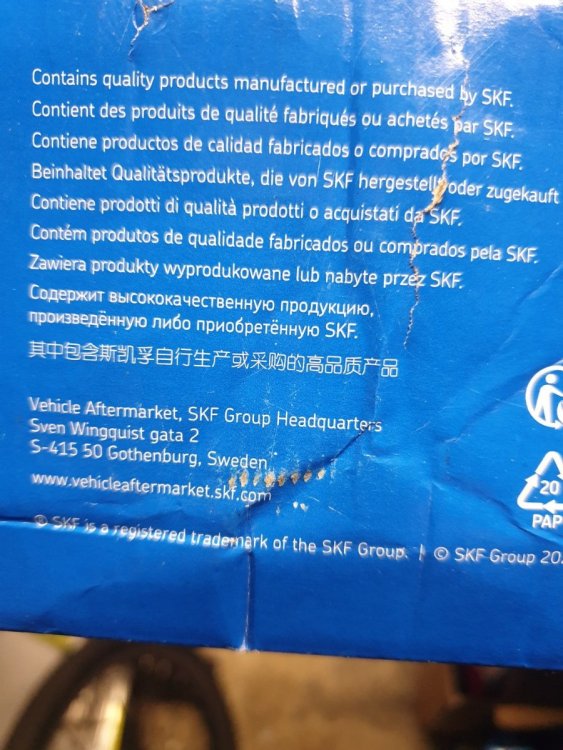 Contains quality products manufactured or purchased by SKF.
Contient des produits de qualité fabriqués ou achetés par SKF.
Contiene productos de calidad fabricados o comprados por SKF.
Beinhaltet Qualitätsprodukte, die von SKF hergestellt oder zugekauft
Contiene prodotti di qualità prodotti o acquistati da SKF.
Contém produtos de qualidade fabricados ou comprados pela SKF.
Zawiera produkty wyprodukowane lub nabyte przez SKF.
Содержит высококачественную продукцию,
произведённую либо приобретённую SKF.
其中包含斯凯孚自行生产或采购的高品质产品
Vehicle Aftermarket, SKF Group Headquarters
Sven Wingquist gata 2
S-415 50 Gothenburg, Sweden
www.vehicleaftermarket.skf.com
20
PAP
® SKF is a registered trademark of the SKF Group. | © SKF Group